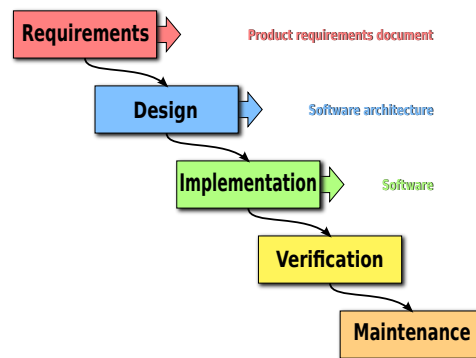 Requirements
Product requirements document
Design
Software architecture
Implementation
Software
Verification
Maintenance